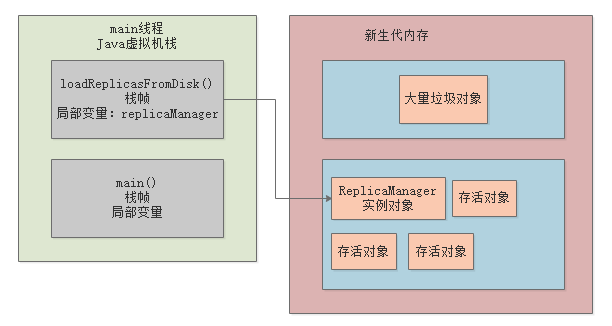 main线程
Java虚拟机栈
loadReplicasFromDisk()
栈帧
局部变量：replicaManager
main()
栈帧
局部变量
新生代内存
大量垃圾对象
ReplicaManager
实例对象
存活对象
存活对象
存活对象